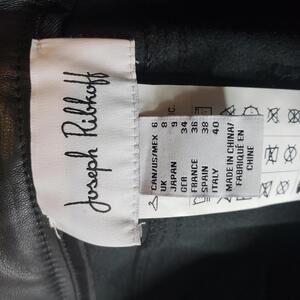 Joseph Ribkoff
CAN/US/MEX 6
UK 8
JAPAN 9
GER 34
FRANCE 36
SPAIN 38
ITALY 40
MADE IN CHINA/
FABRIQUÉ EN
CHINE